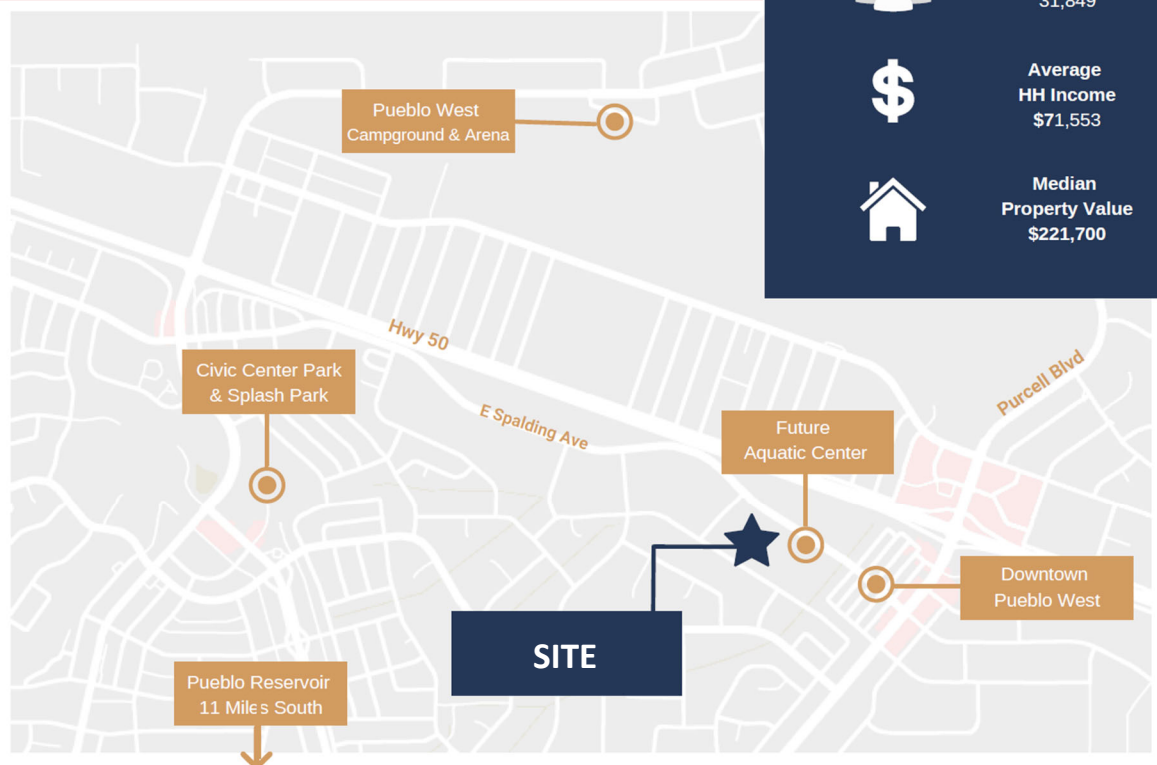 31,849
Average
HH Income
$71,553
Median
Property Value
$221,700
Pueblo West
Campground & Arena
Hwy 50
Purcell Blvd
Civic Center Park
& Splash Park
E Spalding Ave
Future
Aquatic Center
Downtown
Pueblo West
SITE
Pueblo Reservoir
11 Miles South